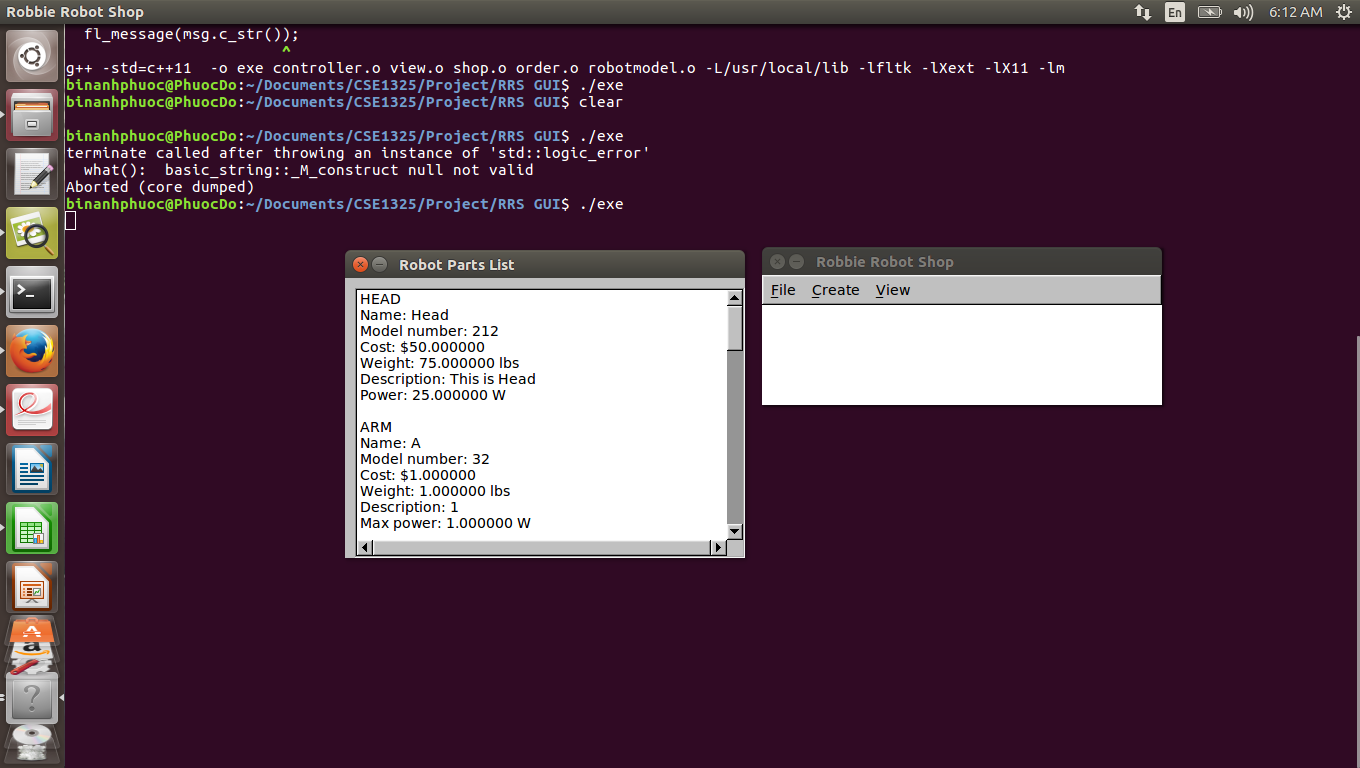 Robbie Robot Shop
En
6:12 AM
fl_message(msg.c_str());
^
g++ -std=c++11  -o exe controller.o view.o shop.o order.o robotmodel.o -L/usr/local/lib -lfltk -lXext -lX11 -lm
binanhphuoc@PhuocDo:~/Documents/CSE1325/Project/RRS GUI$ ./exe
binanhphuoc@PhuocDo:~/Documents/CSE1325/Project/RRS GUI$ clear
binanhphuoc@PhuocDo:~/Documents/CSE1325/Project/RRS GUI$ ./exe
terminate called after throwing an instance of 'std::logic_error'
what():  basic_string::_M_construct null not valid
Aborted (core dumped)
binanhphuoc@PhuocDo:~/Documents/CSE1325/Project/RRS GUI$ ./exe
Robot Parts List
HEAD
Name: Head
Model number: 212
Cost: $50.000000
Weight: 75.000000 lbs
Description: This is Head
Power: 25.000000 W
ARM
Name: A
Model number: 32
Cost: $1.000000
Weight: 1.000000 lbs
Description: 1
Max power: 1.000000 W
Robbie Robot Shop
File Create View